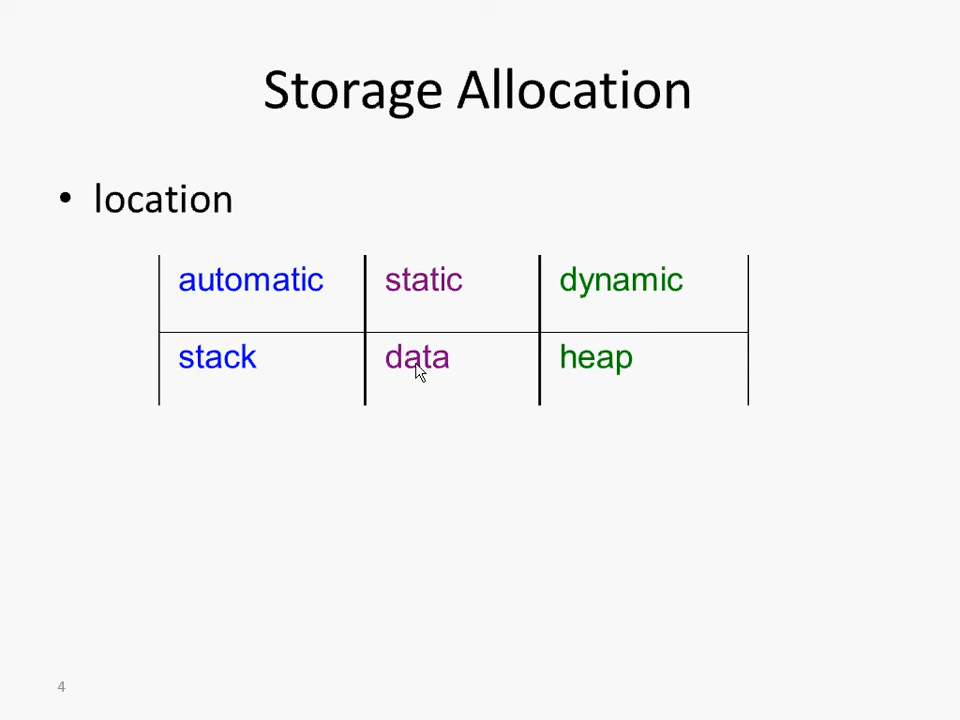 Storage Allocation
• location
automatic static dynamic
stack data heap
4